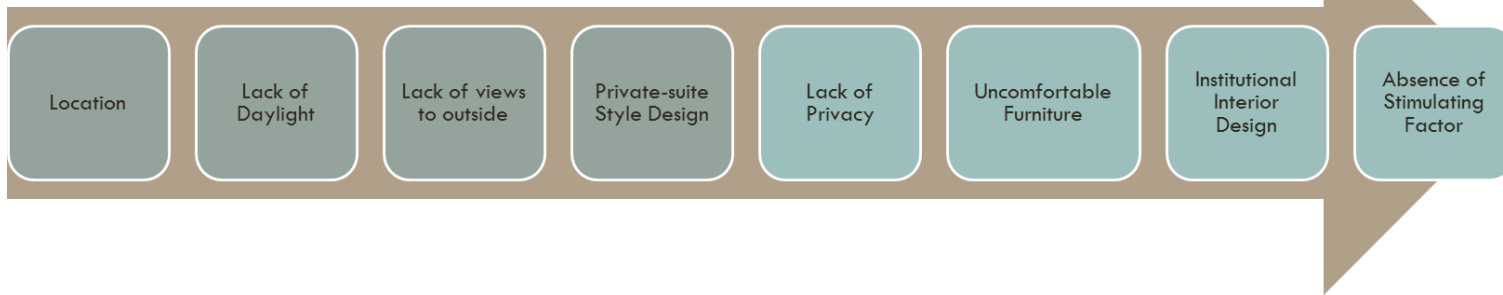 Location
Lack of
Daylight
Lack of views
to outside
Private-suite
Style Design
Lack of
Privacy
Uncomfortable
Furniture
Institutional
Interior
Design
Absence of
Stimulating
Factor